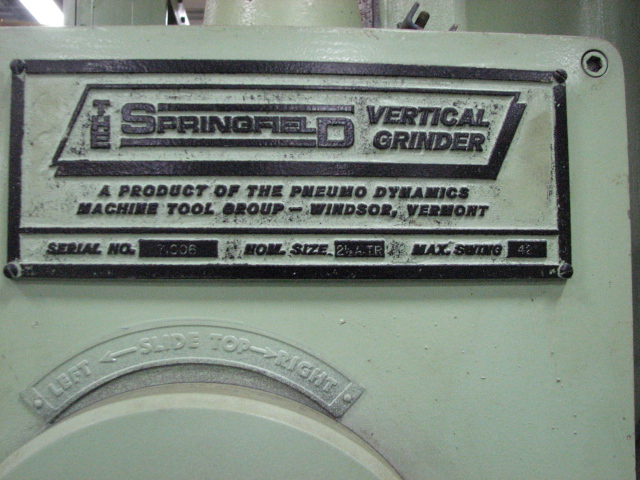 THE SPRINGFIELD VERTICAL GRINDER
A PRODUCT OF THE PNEUMO DYNAMICS
MACHINE TOOL GROUP — WINDSOR, VERMONT
SERIAL NO. NOM. SIZE. MAX. SWING 42
LEFT ←SLIDE TOP→ RIGHT